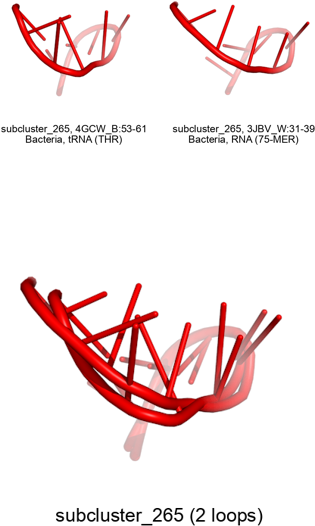 subcluster_265, 4GCW_B:53-61
Bacteria, tRNA (THR)
subcluster_265, 3JBV_W:31-39
Bacteria, RNA (75-MER)
subcluster_265 (2 loops)